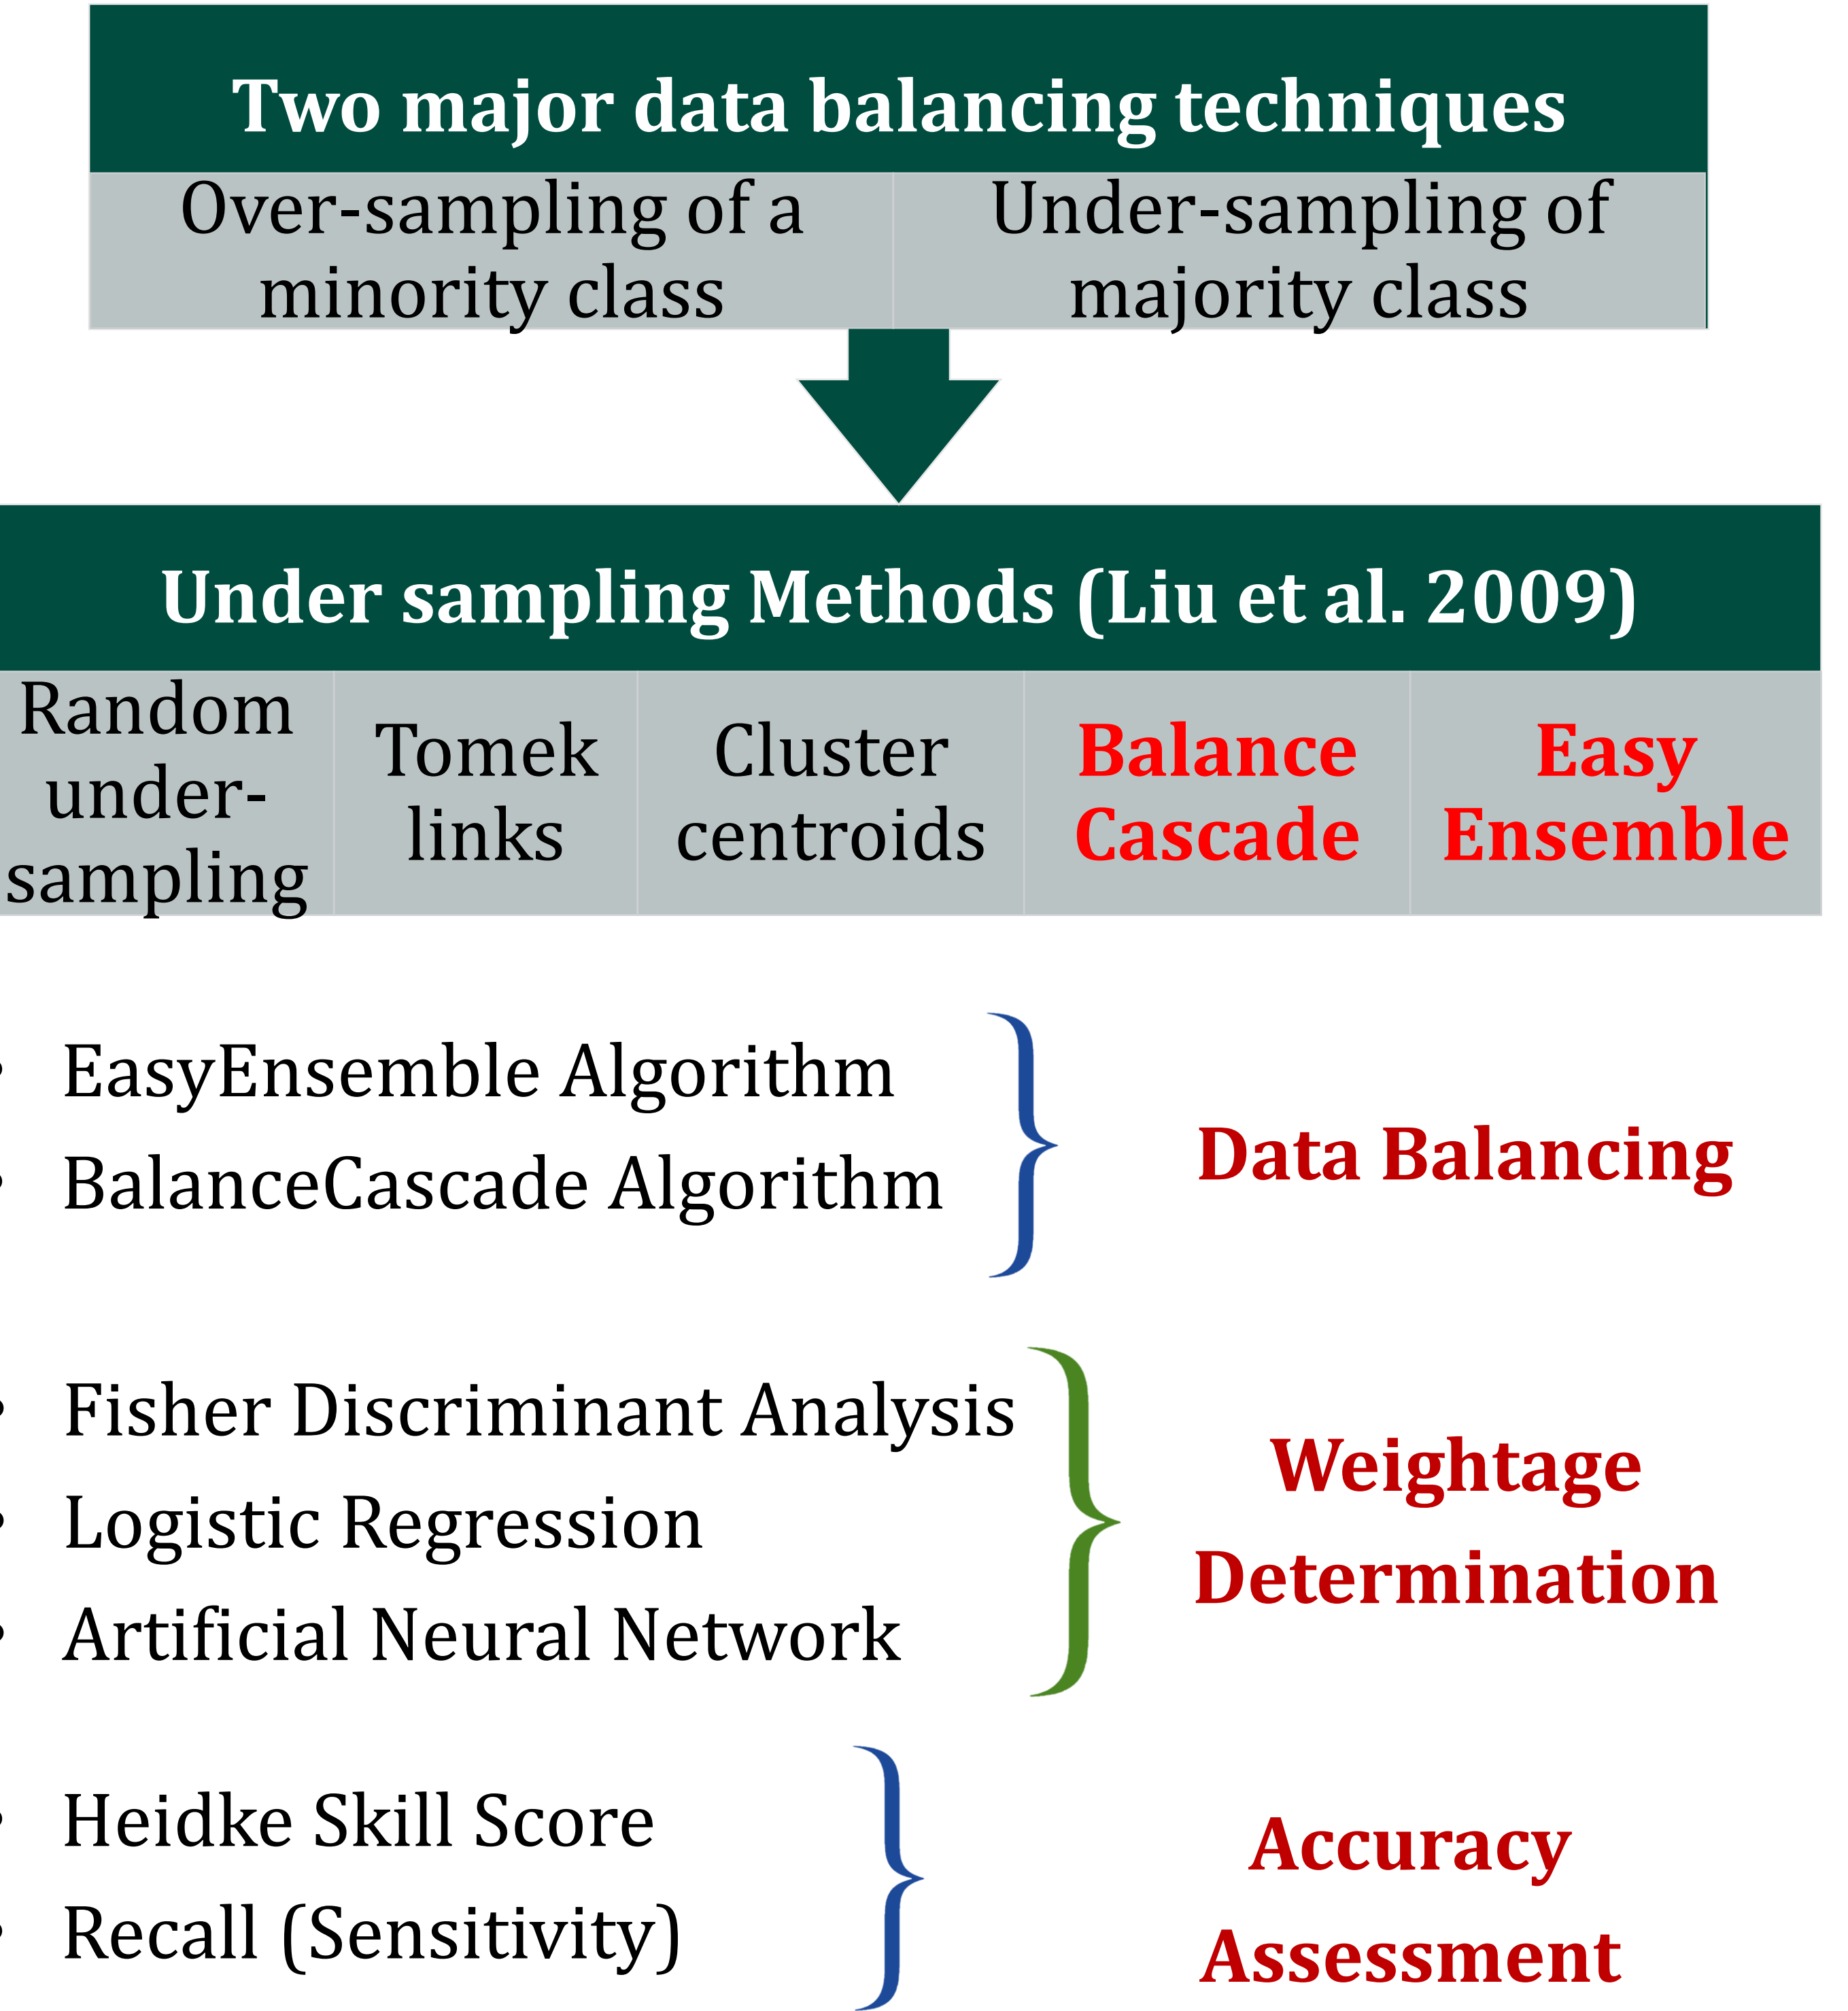 Two major data balancing techniques
Over-sampling of a
minority class
Under-sampling of
majority class
Under sampling Methods (Liu et al. 2009)
Random
under-
sampling
Tomek
links
Cluster
centroids
Balance
Cascade
Easy
Ensemble
• EasyEnsemble Algorithm
• BalanceCascade Algorithm
Data Balancing
• Fisher Discriminant Analysis
• Logistic Regression
• Artificial Neural Network
Weightage
Determination
• Heidke Skill Score
• Recall (Sensitivity)
Accuracy
Assessment